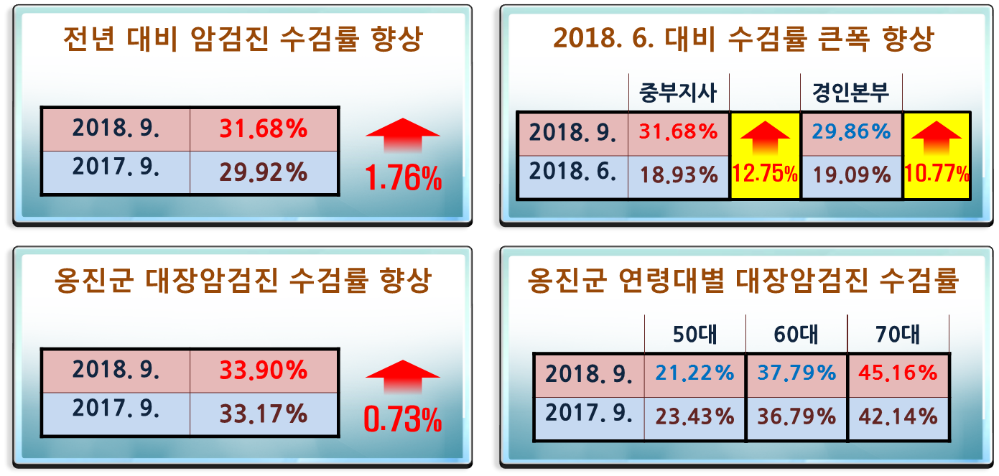 전년 대비 암검진 수검률 향상
2018. 9. 31.68%
2017. 9. 29.92%
1.76%
2018. 6. 대비 수검률 큰폭 향상
중부지사 경인본부
2018. 9. 31.68% 29.86%
2018. 6. 18.93% 12.75% 19.09% 10.77%
옹진군 대장암검진 수검률 향상
2018. 9. 33.90%
2017. 9. 33.17%
0.73%
옹진군 연령대별 대장암검진 수검률
50대 60대 70대
2018. 9. 21.22% 37.79% 45.16%
2017. 9. 23.43% 36.79% 42.14%